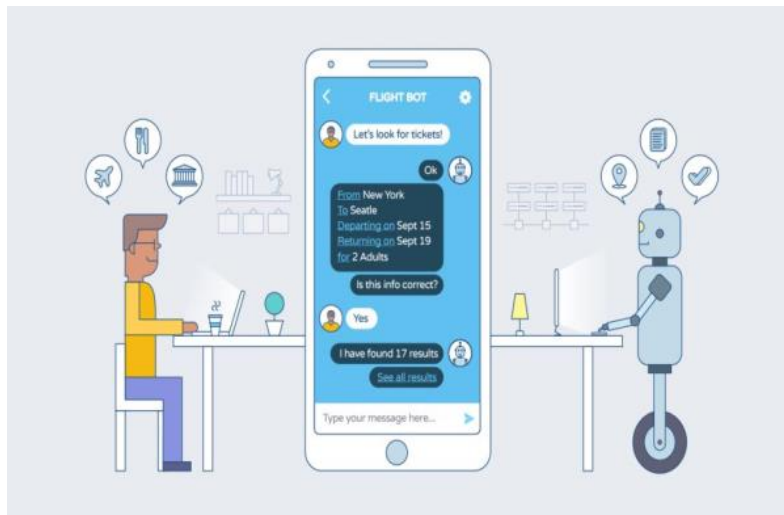 FLIGHT BOT
Let's look for tickets!
Ok
From New York
To Seatle
Departing on Sept 15
Returning on Sept 19
for 2 Adults
Is this info correct?
Yes
I have found 17 results
See all results
Type your message here...